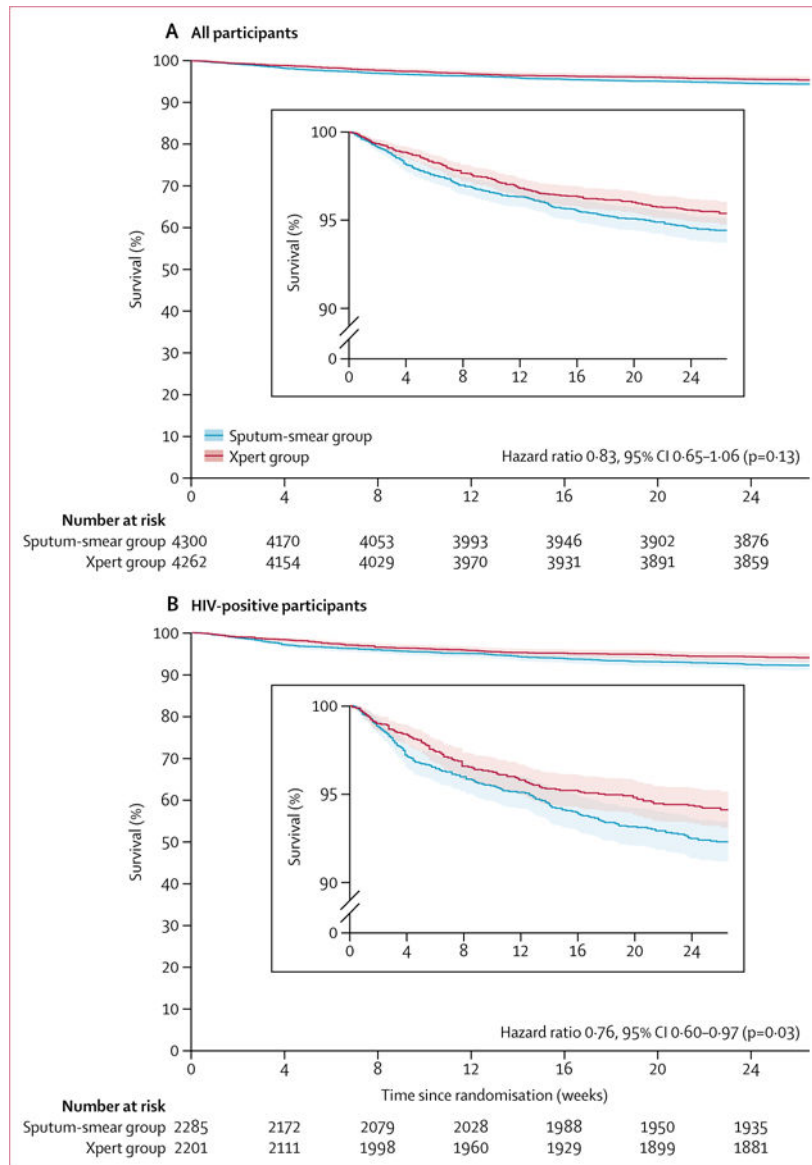 A All participants
100
90
80
70
60
50
40
30
20
10
0
Survival (%)
100
95
90
0
Survival (%)
0 4 8 12 16 20 24
Sputum-smear group
Xpert group
Hazard ratio 0·83, 95% CI 0·65–1·06 (p=0·13)
0 4 8 12 16 20 24
Number at risk
Sputum-smear group 4300 4170 4053 3993 3946 3902 3876
Xpert group 4262 4154 4029 3970 3931 3891 3859
B HIV-positive participants
100
90
80
70
60
50
40
30
20
10
0
Survival (%)
100
95
90
0
Survival (%)
0 4 8 12 16 20 24
Hazard ratio 0·76, 95% CI 0·60–0·97 (p=0·03)
0 4 8 12 16 20 24
Time since randomisation (weeks)
Number at risk
Sputum-smear group 2285 2172 2079 2028 1988 1950 1935
Xpert group 2201 2111 1998 1960 1929 1899 1881